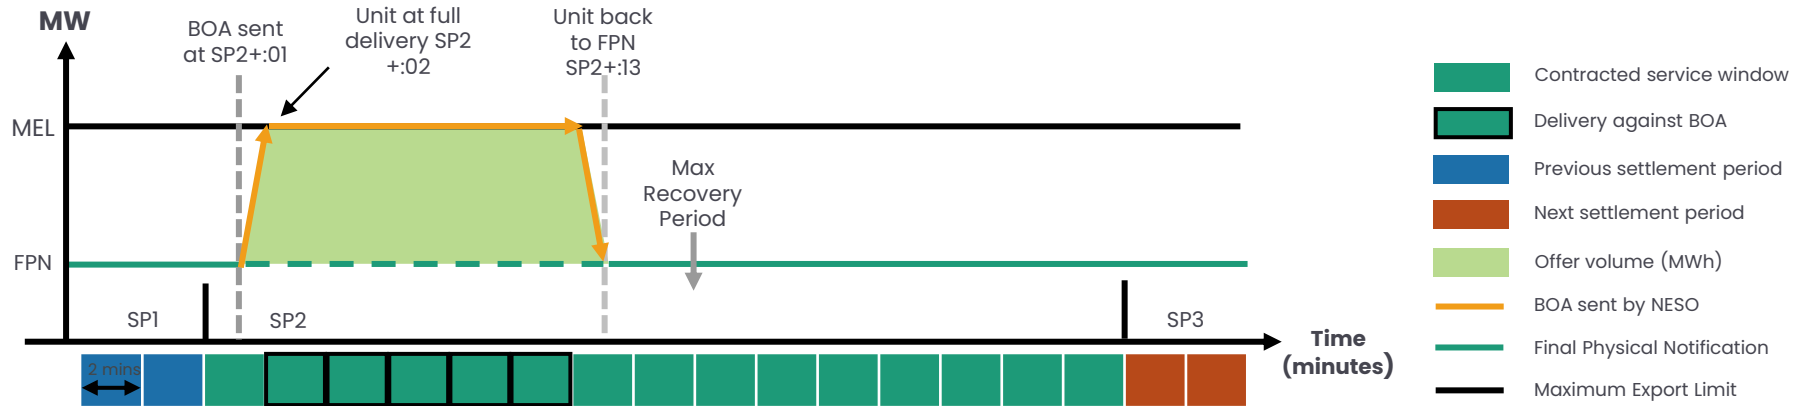 MW
BOA sent
at SP2+:01
Unit at full
delivery SP2
+:02
Unit back
to FPN
SP2+:13
MEL
Max
Recovery
Period
FPN
SP1
SP2
SP3
Time
(minutes)
2 mins
Contracted service window
Delivery against BOA
Previous settlement period
Next settlement period
Offer volume (MWh)
BOA sent by NESO
Final Physical Notification
Maximum Export Limit